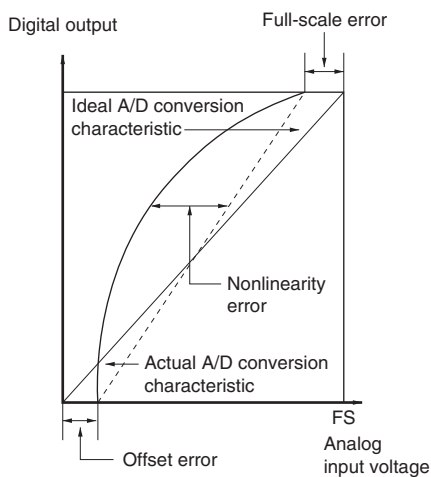 Full-scale error
Digital output
Ideal A/D conversion
characteristic
Nonlinearity
error
Actual A/D conversion
characteristic
FS
Offset error
Analog
input voltage